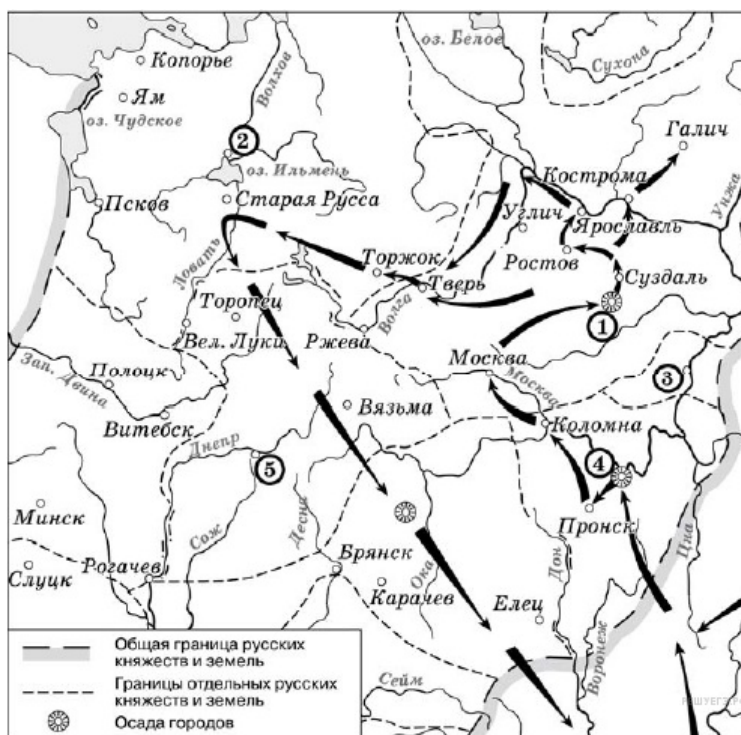 оз. Белое
Сухона
Копорье
Волхов
Ям
оз. Чудское
Галич
2
оз. Ильмень
Кострома
Унжа
Псков
Старая Русса
Углич
Ярославль
Ловать
Торжок
Ростов
Тверь
Суздаль
Торопец
Волга
1
Вел. Луки
Ржева
Москва
Зап. Двина
Полоцк
Москва
3
Вязьма
Коломна
Витебск
Днепр
5
4
Минск
Сож
Десна
Пронск
Цна
Слуцк
Рогачев
Брянск
Ока
Дон
Карачев
Елец
Воронеж
Сейм
Общая граница русских
княжеств и земель
Границы отдельных русских
княжеств и земель
Осада городов